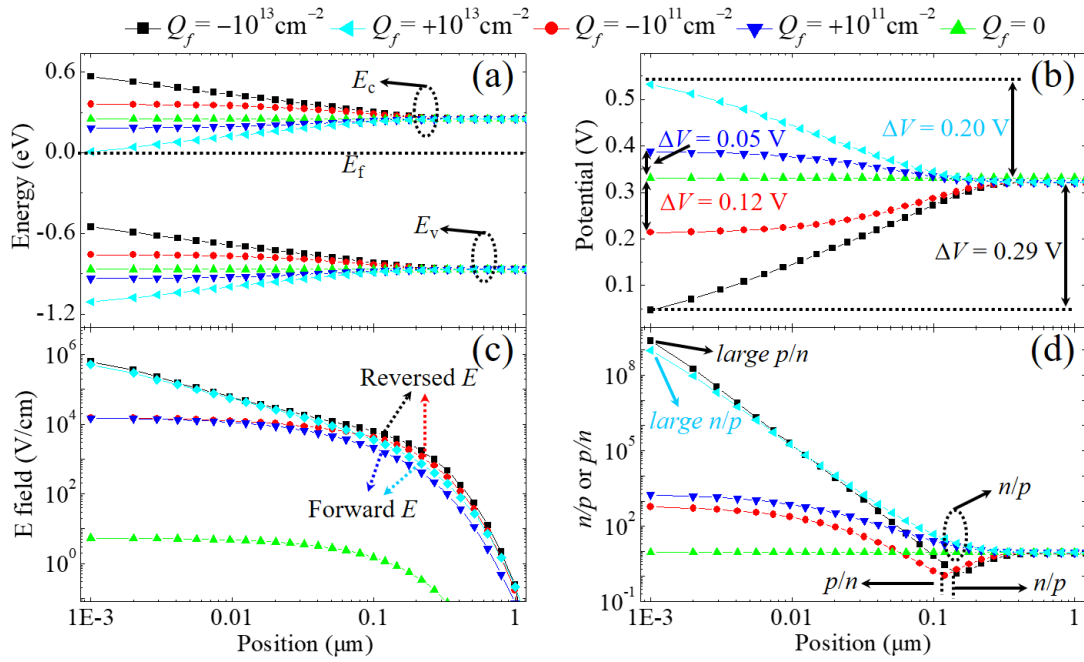 Q_f = −10^13 cm^−2 Q_f = +10^13 cm^−2 Q_f = −10^11 cm^−2 Q_f = +10^11 cm^−2 Q_f = 0
(a)
0.6
0.0
-0.6
-1.2
Energy (eV)
E_c
E_f
E_v
(b)
0.5
0.4
0.3
0.2
0.1
Potential (V)
ΔV = 0.05 V
ΔV = 0.20 V
ΔV = 0.12 V
ΔV = 0.29 V
(c)
10^6
10^4
10^2
10^0
E field (V/cm)
Reversed E
Forward E
1E-3 0.01 0.1 1
Position (μm)
(d)
10^9
10^5
10^2
10^-1
n/p or p/n
large p/n
large n/p
n/p
p/n
n/p
1E-3 0.01 0.1 1
Position (μm)